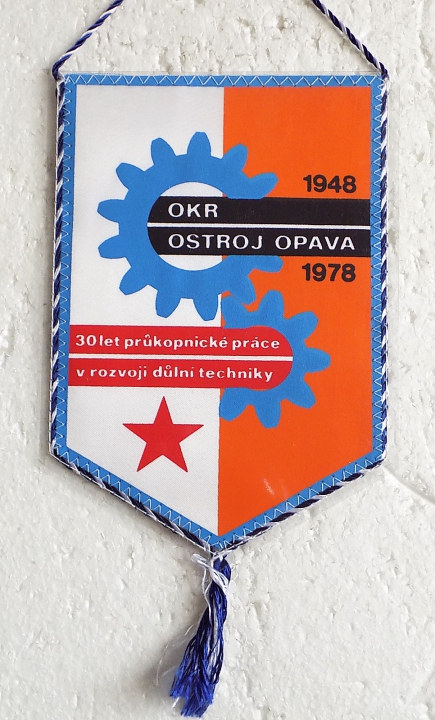 1948
OKR
OSTROJ OPAVA
1978
30 let průkopnické práce
v rozvoji důlní techniky